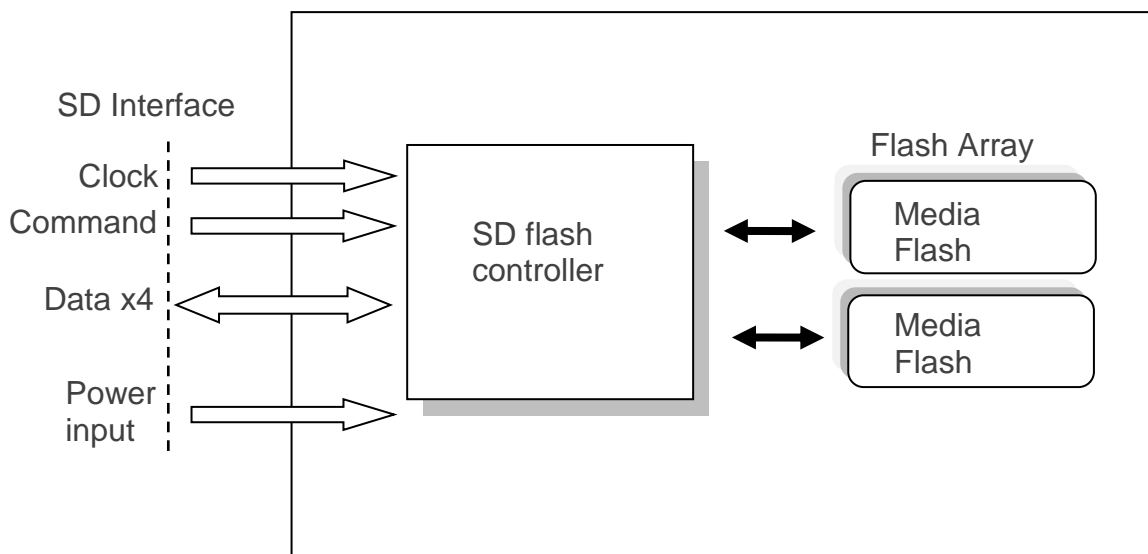 SD Interface
Clock
Command
Data x4
Power
input
SD flash
controller
Flash Array
Media
Flash
Media
Flash